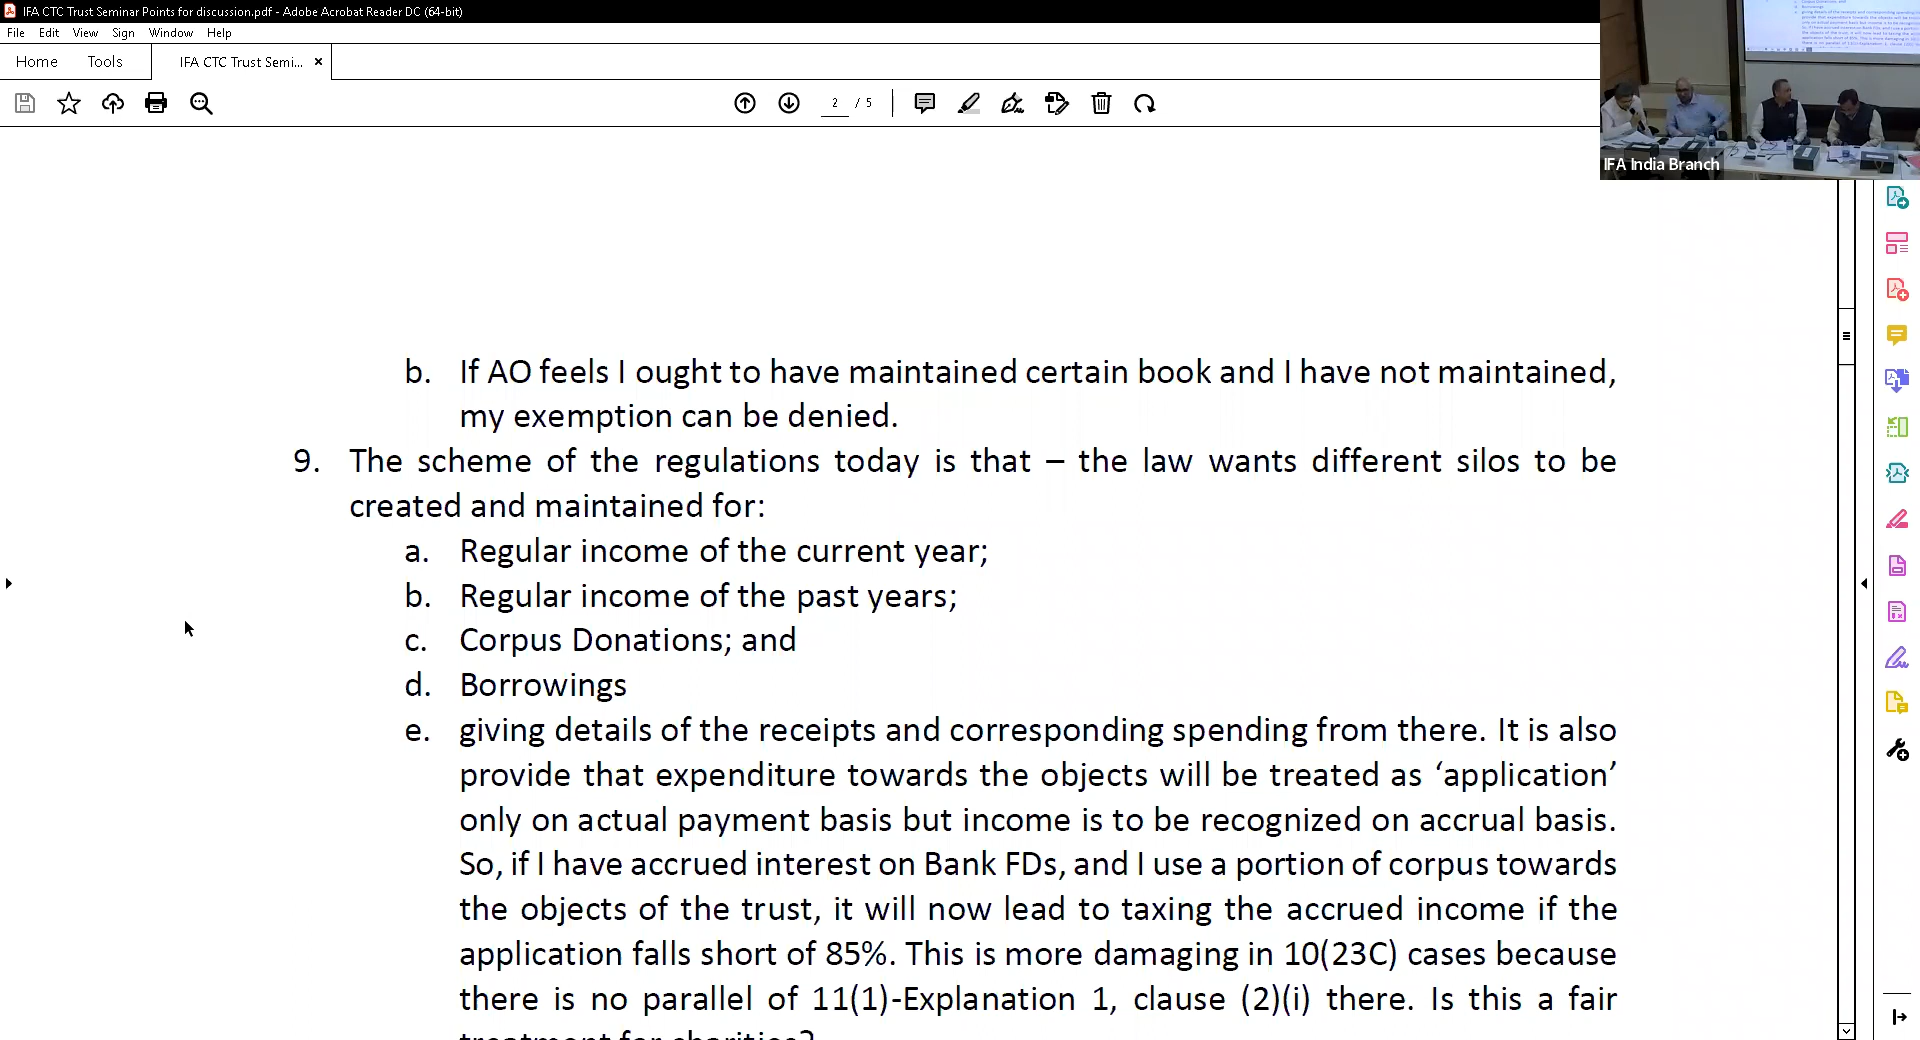 IFA CTC Trust Seminar Points for discussion.pdf - Adobe Acrobat Reader DC (64-bit)
File Edit View Sign Window Help
Home Tools IFA CTC Trust Semi... ×
2 / 5
IFA India Branch
b. If AO feels I ought to have maintained certain book and I have not maintained,
my exemption can be denied.
9. The scheme of the regulations today is that – the law wants different silos to be
created and maintained for:
a. Regular income of the current year;
b. Regular income of the past years;
c. Corpus Donations; and
d. Borrowings
e. giving details of the receipts and corresponding spending from there. It is also
provide that expenditure towards the objects will be treated as ‘application’
only on actual payment basis but income is to be recognized on accrual basis.
So, if I have accrued interest on Bank FDs, and I use a portion of corpus towards
the objects of the trust, it will now lead to taxing the accrued income if the
application falls short of 85%. This is more damaging in 10(23C) cases because
there is no parallel of 11(1)-Explanation 1, clause (2)(i) there. Is this a fair
treatment for charities?